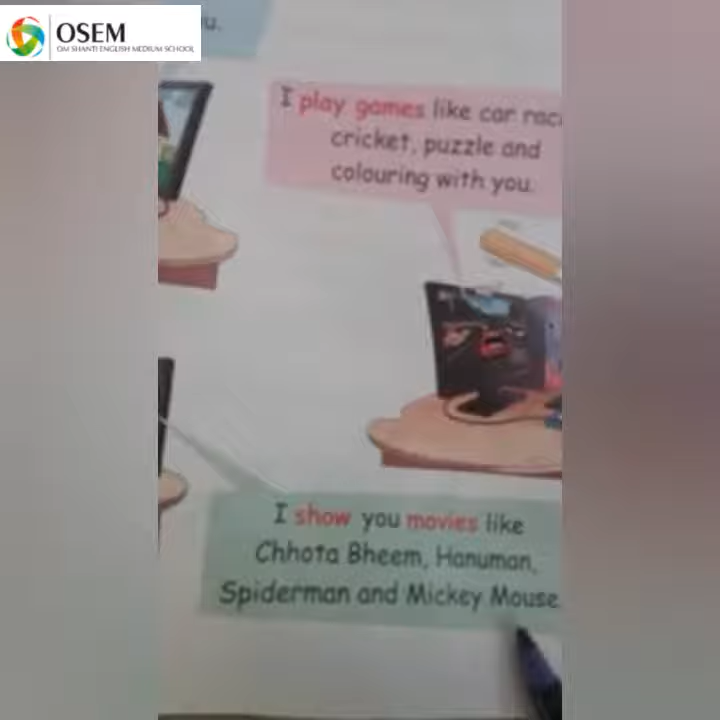 OSEM
OM SHANTI ENGLISH MEDIUM SCHOOL
I play games like car
cricket, puzzle and
colouring with you.
I show you movies like
Chhota Bheem, Hanuman,
Spiderman and Mickey Mouse